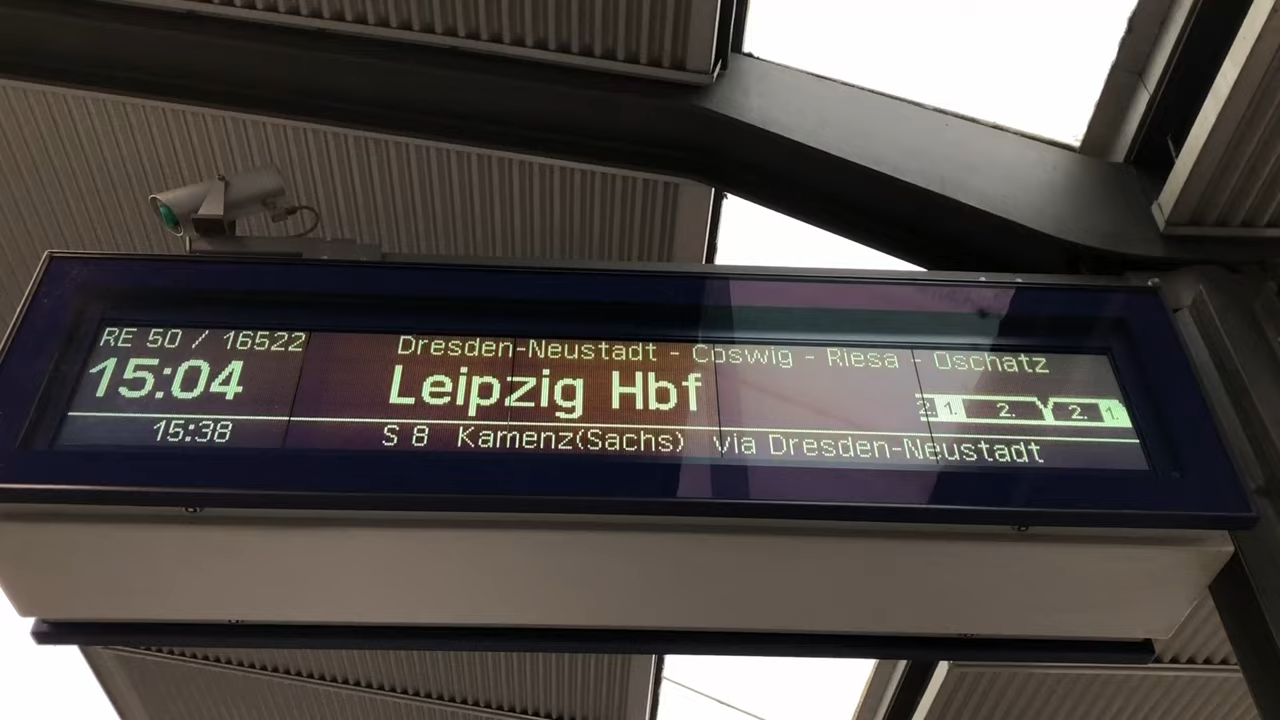 RE 50 / 16522
15:04
Dresden-Neustadt - Coswig - Riesa - Oschatz
Leipzig Hbf
2. 1. 2. 2. 1.
15:38 S 8 Kamenz(Sachs) via Dresden-Neustadt